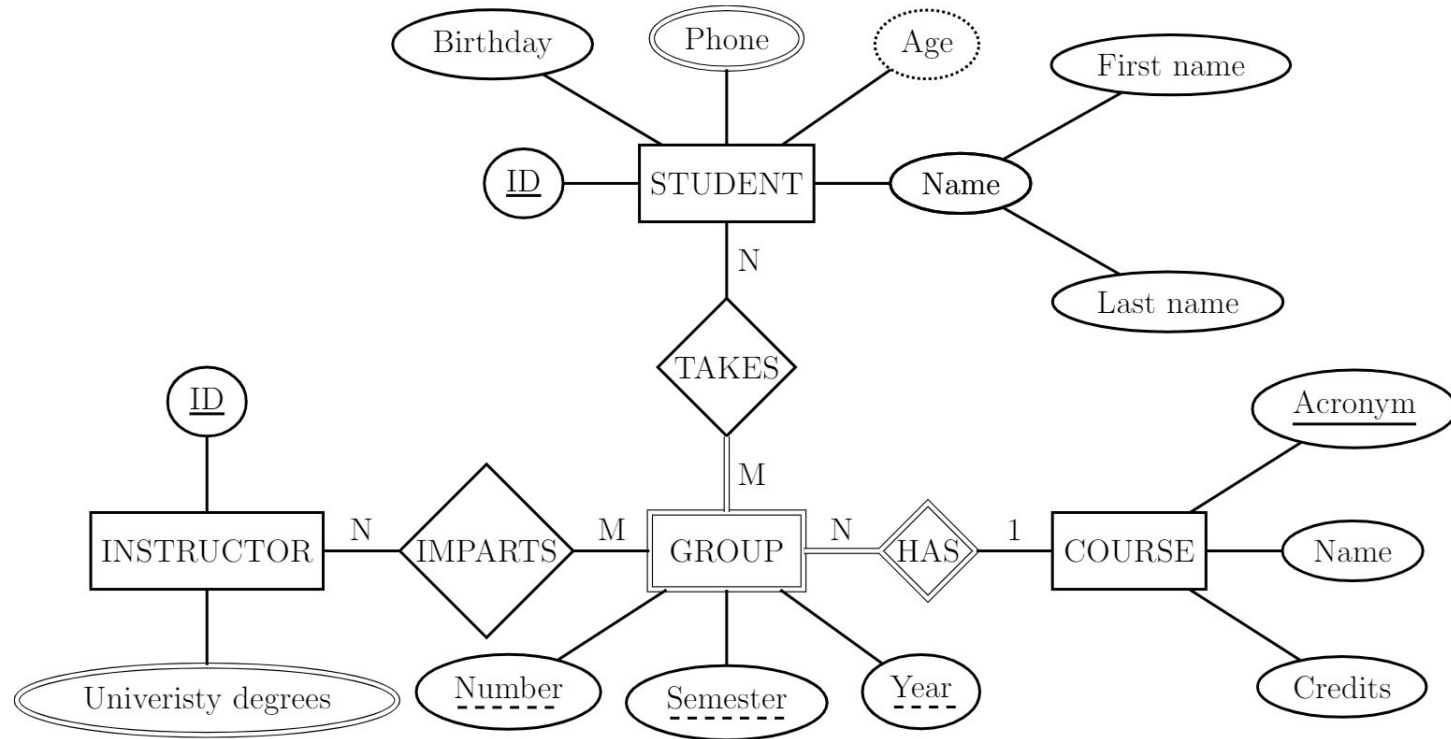 Birthday
Phone
Age
First name
ID
STUDENT
Name
Last name
N
TAKES
ID
Acronym
M
INSTRUCTOR
N
IMPARTS
M
GROUP
N
HAS
1
COURSE
Name
Univeristy degrees
Number
Semester
Year
Credits